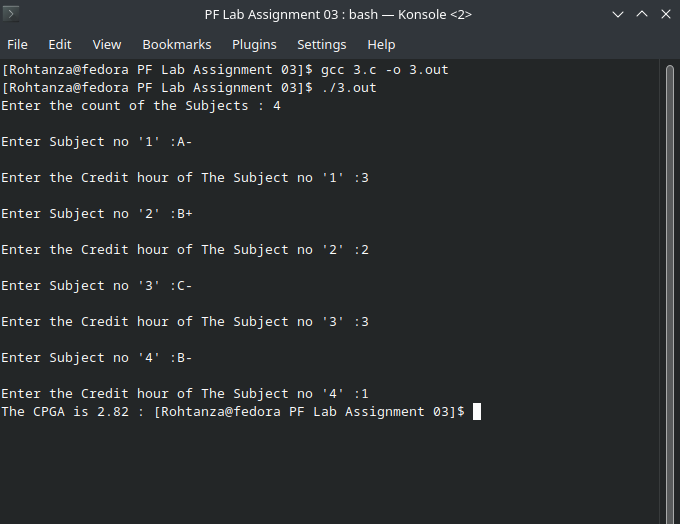 PF Lab Assignment 03 : bash — Konsole <2>
File Edit View Bookmarks Plugins Settings Help
[Rohtanza@fedora PF Lab Assignment 03]$ gcc 3.c -o 3.out
[Rohtanza@fedora PF Lab Assignment 03]$ ./3.out
Enter the count of the Subjects : 4
Enter Subject no '1' :A-
Enter the Credit hour of The Subject no '1' :3
Enter Subject no '2' :B+
Enter the Credit hour of The Subject no '2' :2
Enter Subject no '3' :C-
Enter the Credit hour of The Subject no '3' :3
Enter Subject no '4' :B-
Enter the Credit hour of The Subject no '4' :1
The CPGA is 2.82 : [Rohtanza@fedora PF Lab Assignment 03]$